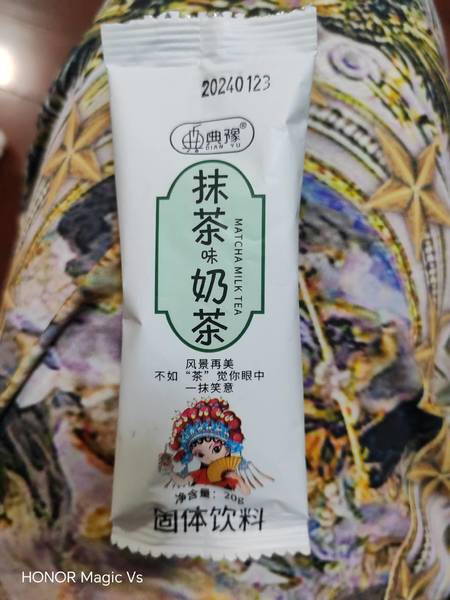 20240123
典豫®
DIAN YU
抹茶味奶茶
MATCHA MILK TEA
风景再美
不如“茶”觉你眼中
一抹笑意
净含量：20g
固体饮料
HONOR Magic Vs